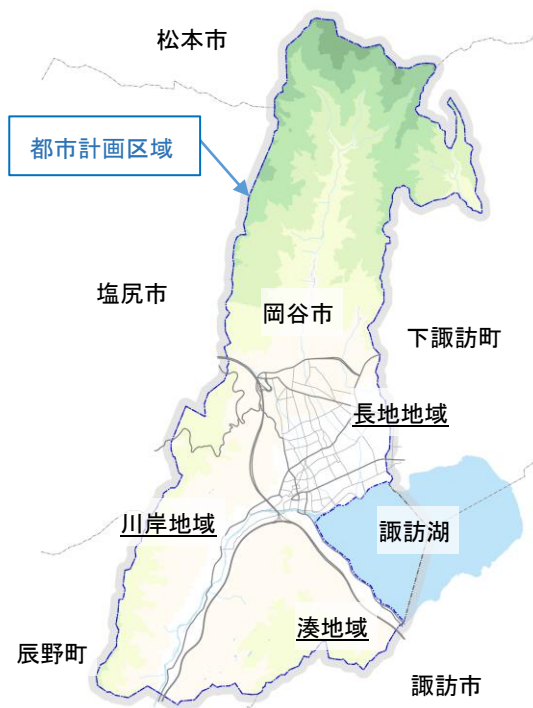 松本市
都市計画区域
塩尻市
岡谷市
下諏訪町
長地地域
川岸地域
諏訪湖
湊地域
辰野町
諏訪市